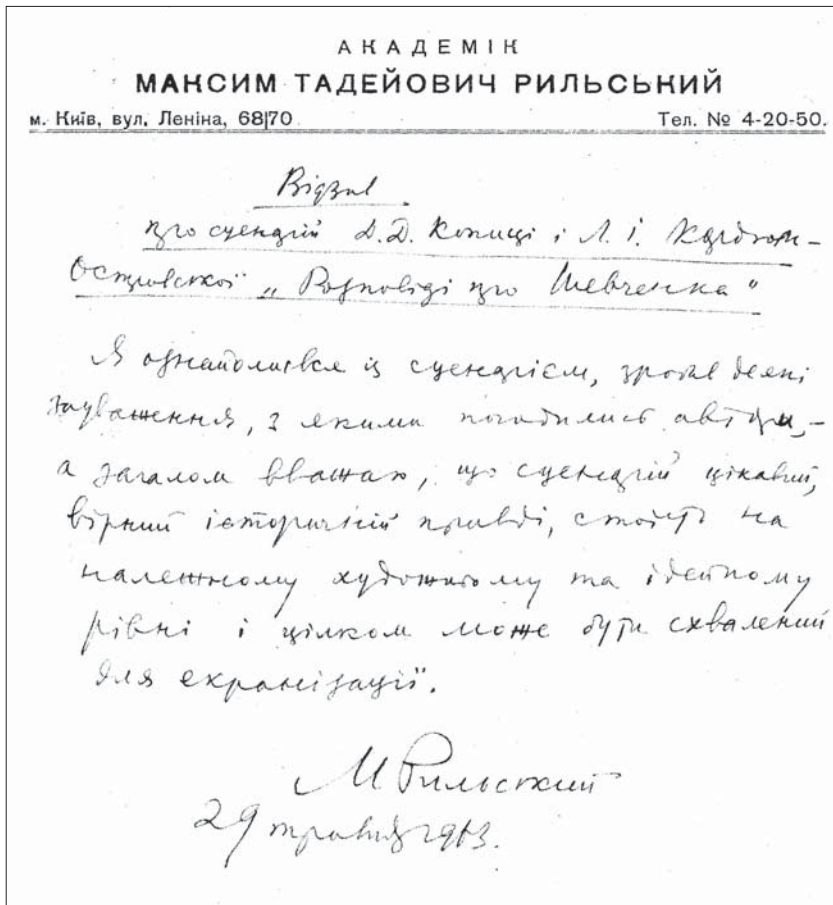 АКАДЕМІК
МАКСИМ ТАДЕЙОВИЧ РИЛЬСЬКИЙ
м. Київ, вул. Леніна, 68|70 Тел. № 4-20-50.
Відзив
про сценарій Д.Д. Копиці і Л.І.
Островської „Розповіді про Шевченка“
Я ознайомився із сценарієм, зробив деякі
зауваження, з якими погодились автори,–
а загалом вважаю, що сценарій цікавий,
вірний історичній правді, стоїть на
належному художньому та ідейному
рівні і цілком може бути схвалений
для екранізації.
М. Рильський
29 травня 1963.